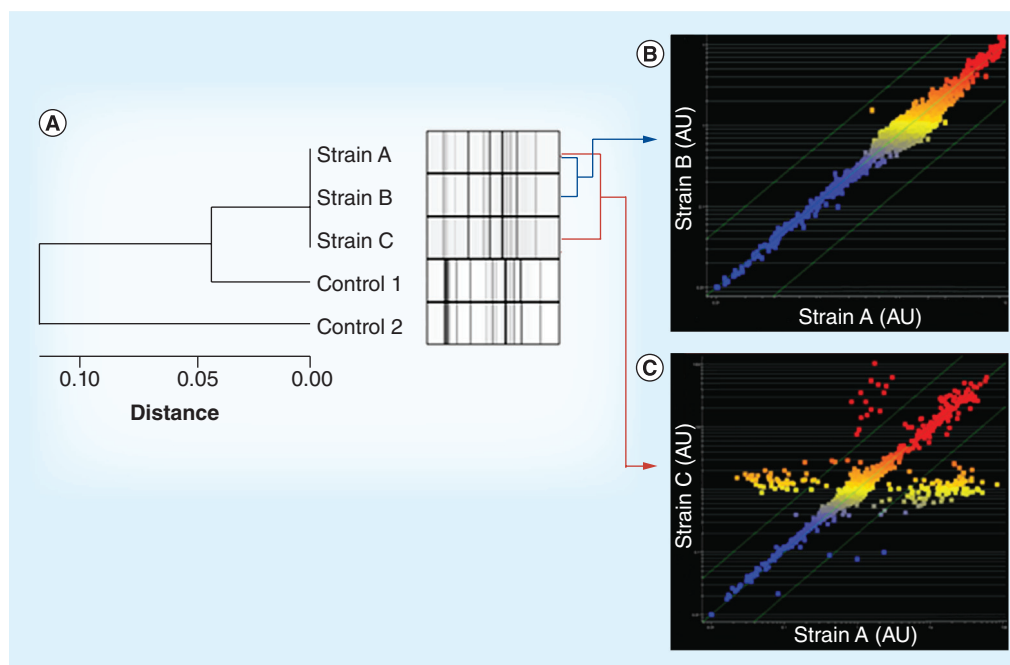 A
Strain A
Strain B
Strain C
Control 1
Control 2
0.10 0.05 0.00
Distance
B
Strain B (AU)
Strain A (AU)
C
Strain C (AU)
Strain A (AU)